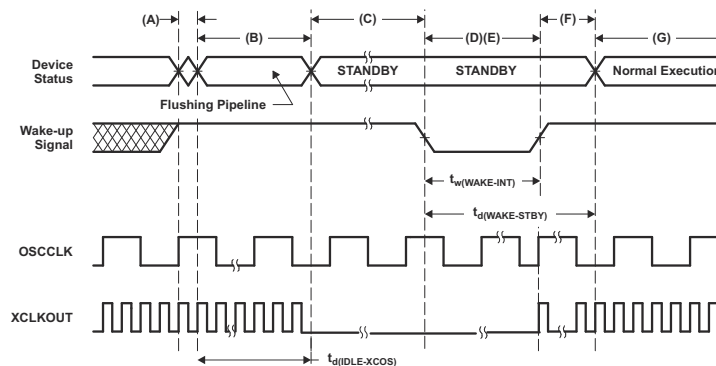 (A) (B) (C) (D)(E) (F) (G)
Device
Status
STANDBY STANDBY Normal Execution
Flushing Pipeline
Wake-up
Signal
tw(WAKE-INT)
td(WAKE-STBY)
OSCCLK
XCLKOUT
td(IDLE-XCOS)